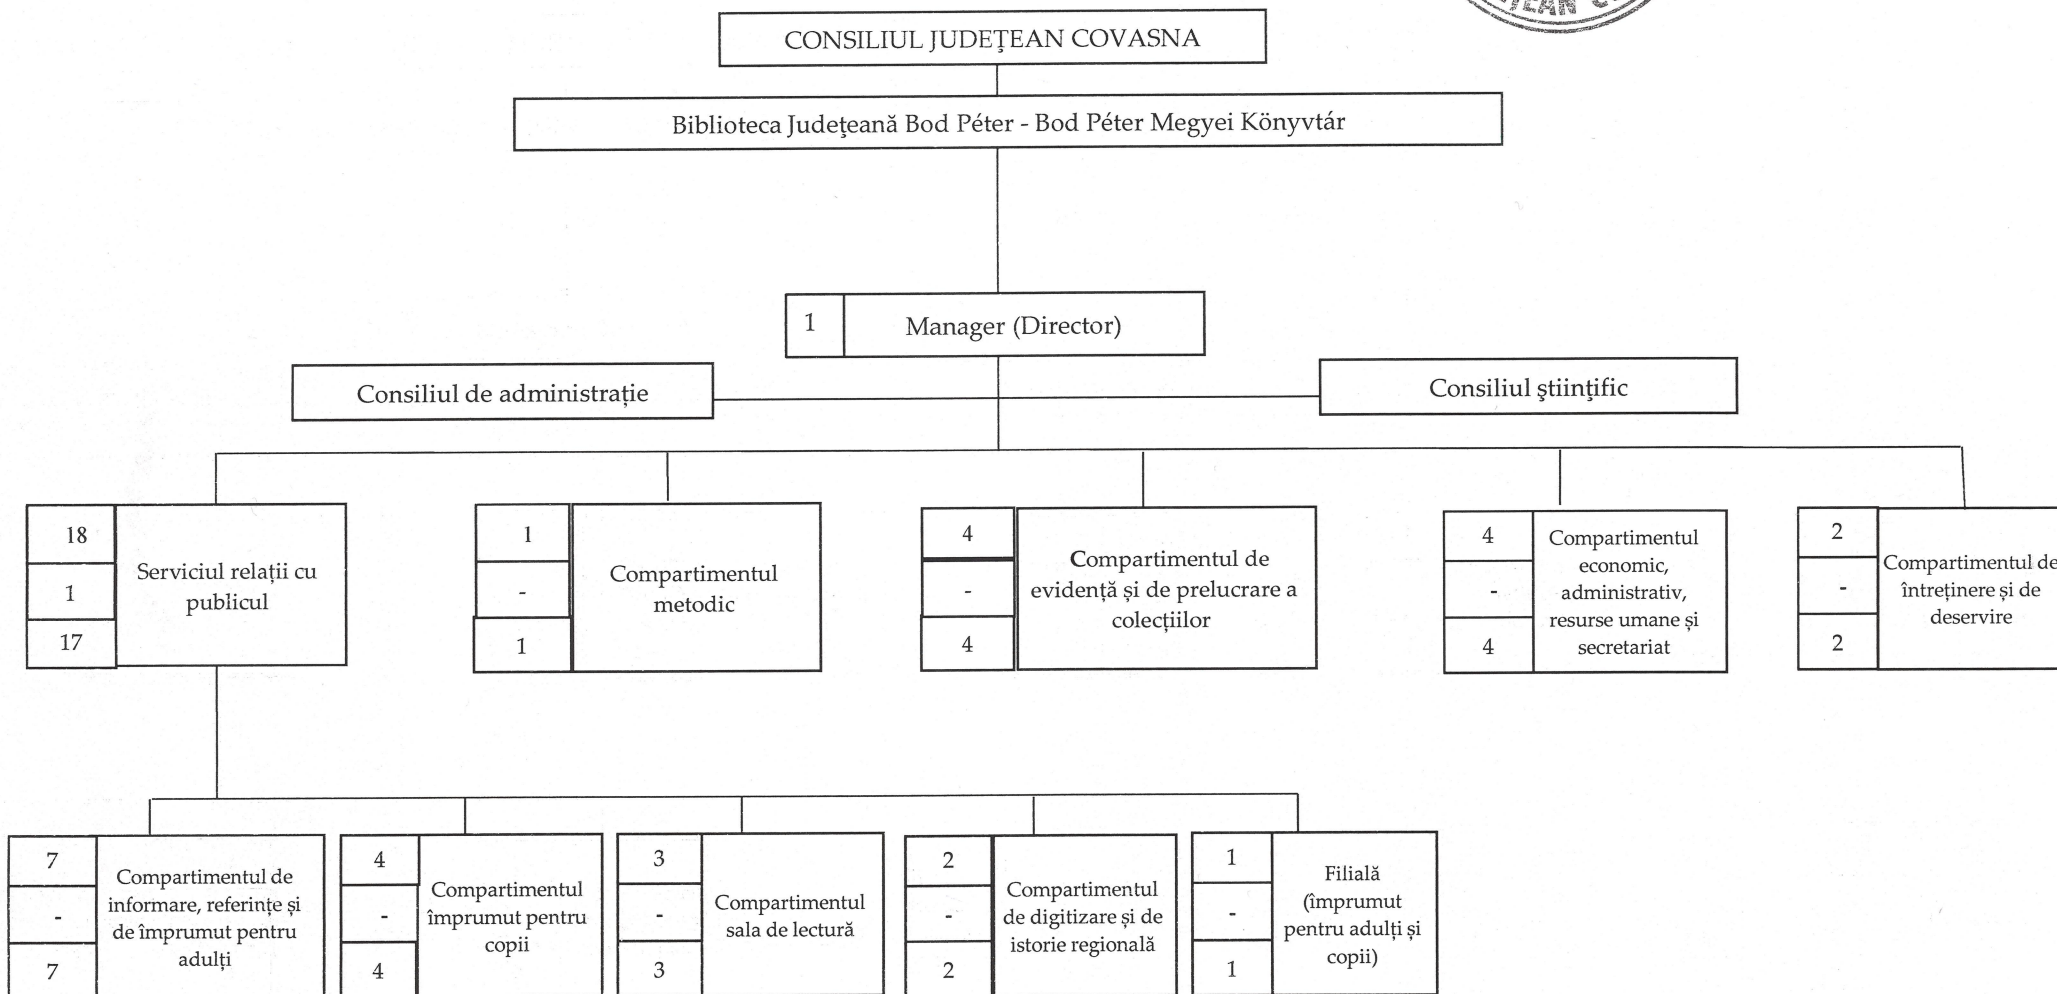 CONSILIUL JUDEŢEAN COVASNA
Biblioteca Judeţeană Bod Péter - Bod Péter Megyei Könyvtár
1
Manager (Director)
Consiliul de administrație
Consiliul ştiinţific
18
1
17
Serviciul relații cu
publicul
1
-
1
Compartimentul
metodic
4
-
4
Compartimentul de
evidență și de prelucrare a
colecțiilor
4
-
4
Compartimentul
economic,
administrativ,
resurse umane și
secretariat
2
-
2
Compartimentul de
întreținere și de
deservire
7
-
7
Compartimentul de
informare, referințe și
de împrumut pentru
adulți
4
-
4
Compartimentul
împrumut pentru
copii
3
-
3
Compartimentul
sala de lectură
2
-
2
Compartimentul
de digitizare și de
istorie regională
1
-
1
Filială
(împrumut
pentru adulți și
copii)